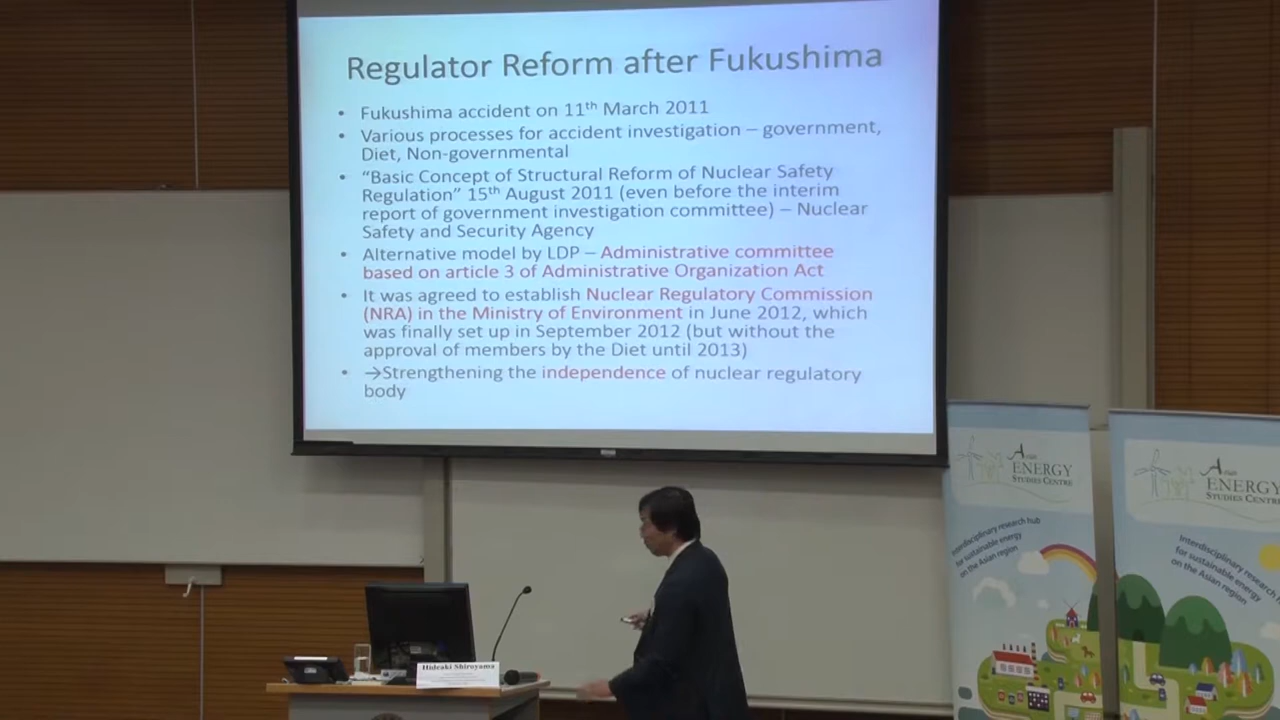 Regulator Reform after Fukushima
• Fukushima accident on 11th March 2011
• Various processes for accident investigation – government,
Diet, Non-governmental
• “Basic Concept of Structural Reform of Nuclear Safety
Regulation” 15th August 2011 (even before the interim
report of government investigation committee) – Nuclear
Safety and Security Agency
• Alternative model by LDP – Administrative committee
based on article 3 of Administrative Organization Act
• It was agreed to establish Nuclear Regulatory Commission
(NRA) in the Ministry of Environment in June 2012, which
was finally set up in September 2012 (but without the
approval of members by the Diet until 2013)
• →Strengthening the independence of nuclear regulatory
body
Asian
ENERGY
STUDIES CENTRE
Interdisciplinary research hub
for sustainable energy
on the Asian region
Asian
ENERGY
STUDIES CENTRE
Interdisciplinary research
for sustainable energy
on the Asian region
Hideaki Shiroyama